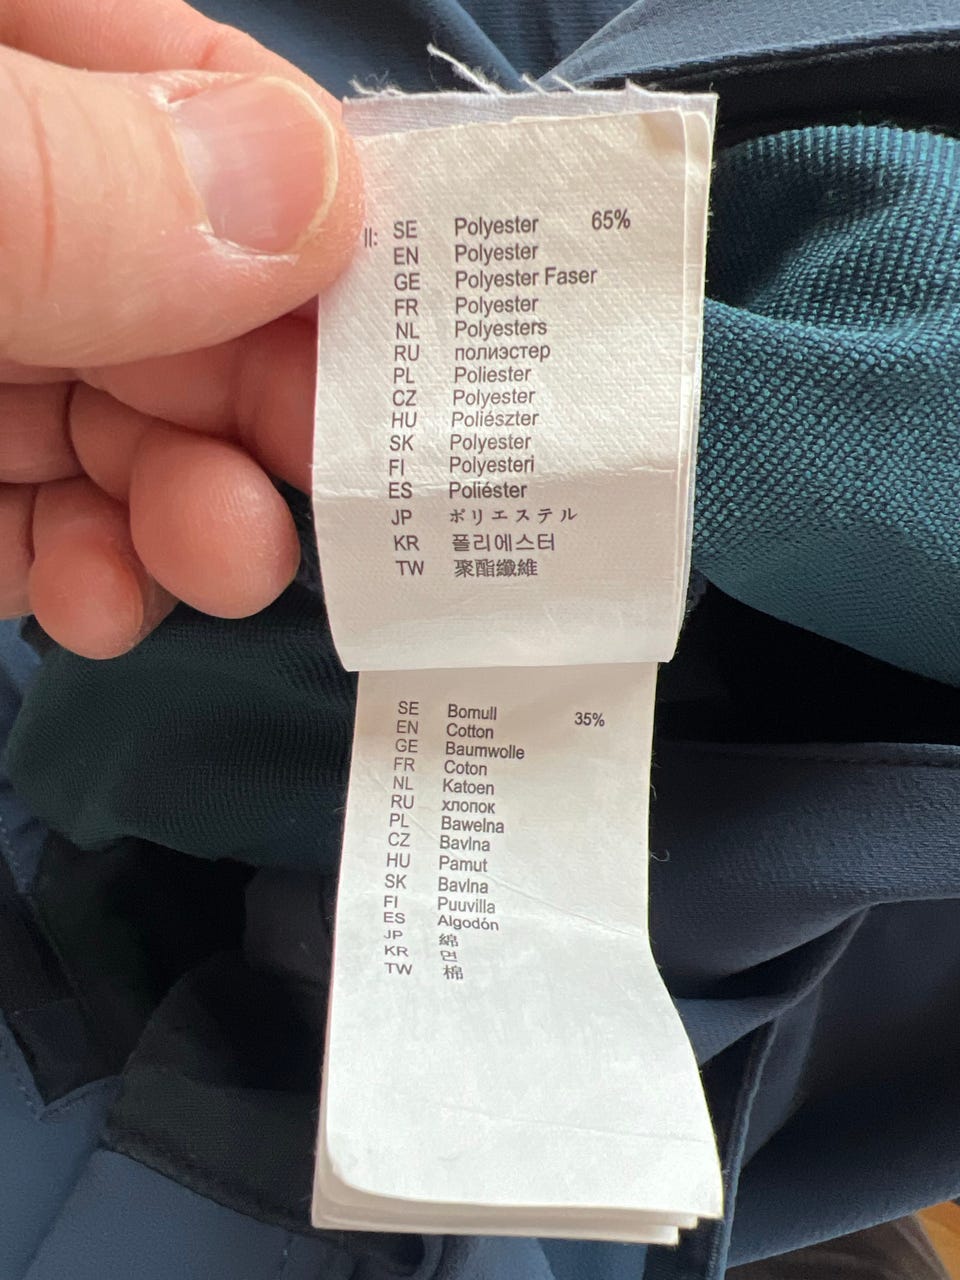 II: SE Polyester 65%
EN Polyester
GE Polyester Faser
FR Polyester
NL Polyesters
RU полиэстер
PL Poliester
CZ Polyester
HU Poliészter
SK Polyester
FI Polyesteri
ES Poliéster
JP ポリエステル
KR 폴리에스터
TW 聚酯纖維
SE Bomull 35%
EN Cotton
GE Baumwolle
FR Coton
NL Katoen
RU хлопок
PL Bawełna
CZ Bavlna
HU Pamut
SK Bavlna
FI Puuvilla
ES Algodón
JP 綿
KR 면
TW 棉